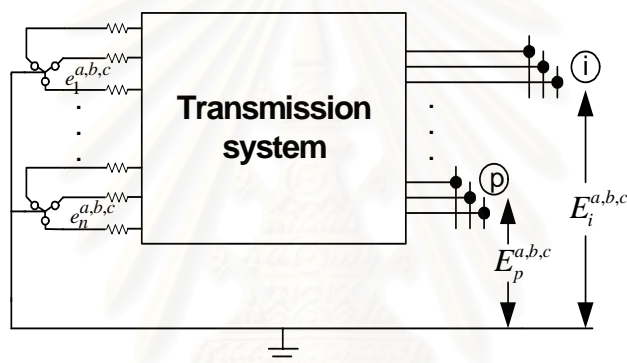 e_1^{a,b,c}
Transmission
system
i
p
e_n^{a,b,c}
E_i^{a,b,c}
E_p^{a,b,c}